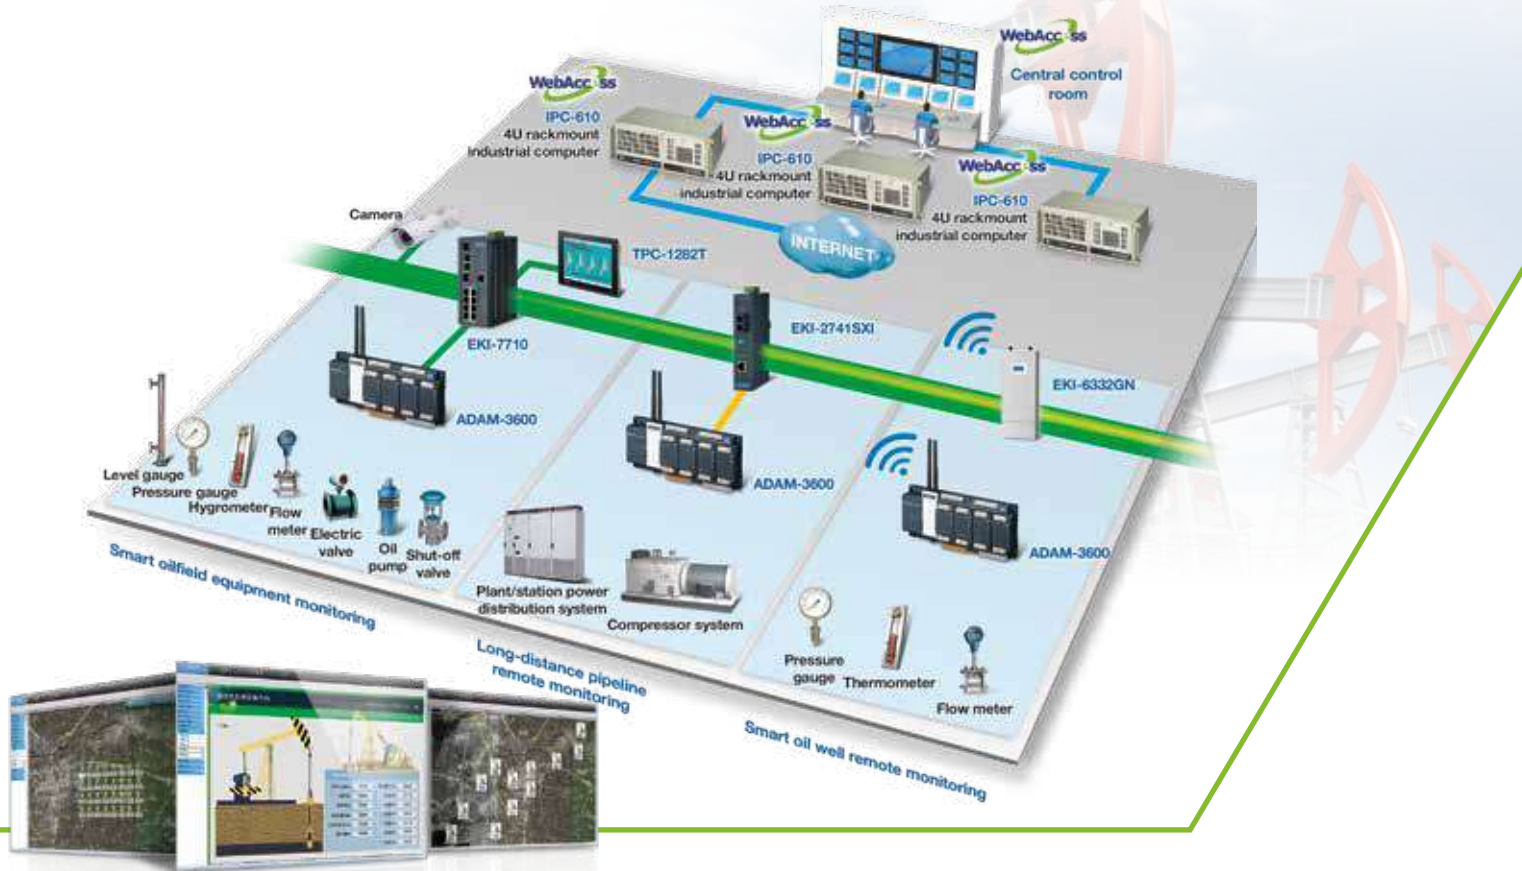 WebAccess
Central control
room
WebAccess
IPC-610
4U rackmount
industrial computer
WebAccess
IPC-610
4U rackmount
industrial computer
WebAccess
IPC-610
4U rackmount
industrial computer
Camera
INTERNET
TPC-1282T
EKI-7710
EKI-2741SXI
EKI-6332GN
ADAM-3600
ADAM-3600
ADAM-3600
Level gauge
Pressure gauge
Hygrometer
Flow
meter
Electric
valve
Oil
pump
Shut-off
valve
Plant/station power
distribution system
Compressor system
Pressure
gauge
Thermometer
Flow meter
Smart oilfield equipment monitoring
Long-distance pipeline
remote monitoring
Smart oil well remote monitoring